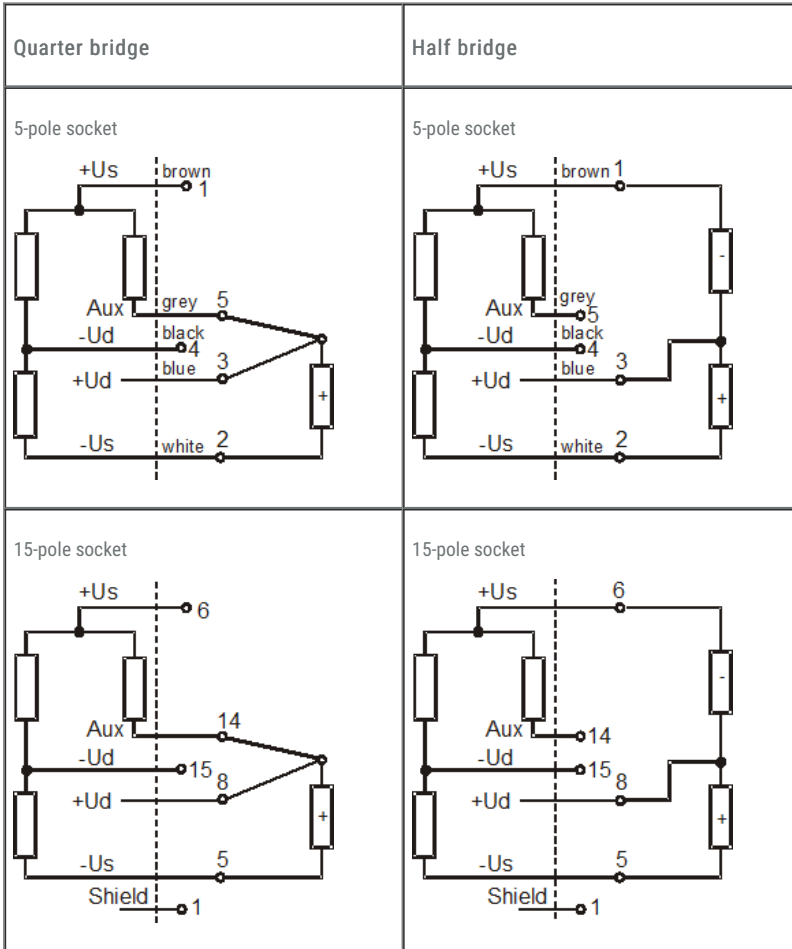 Quarter bridge
Half bridge
5-pole socket
+Us
brown
1
Aux
grey
5
-Ud
black
4
+Ud
blue
3
+
-Us
white
2
5-pole socket
+Us
brown
1
-
Aux
grey
5
-Ud
black
4
+Ud
blue
3
+
-Us
white
2
15-pole socket
+Us
6
Aux
14
-Ud
15
+Ud
8
+
-Us
5
Shield
1
15-pole socket
+Us
6
-
Aux
14
-Ud
15
+Ud
8
+
-Us
5
Shield
1